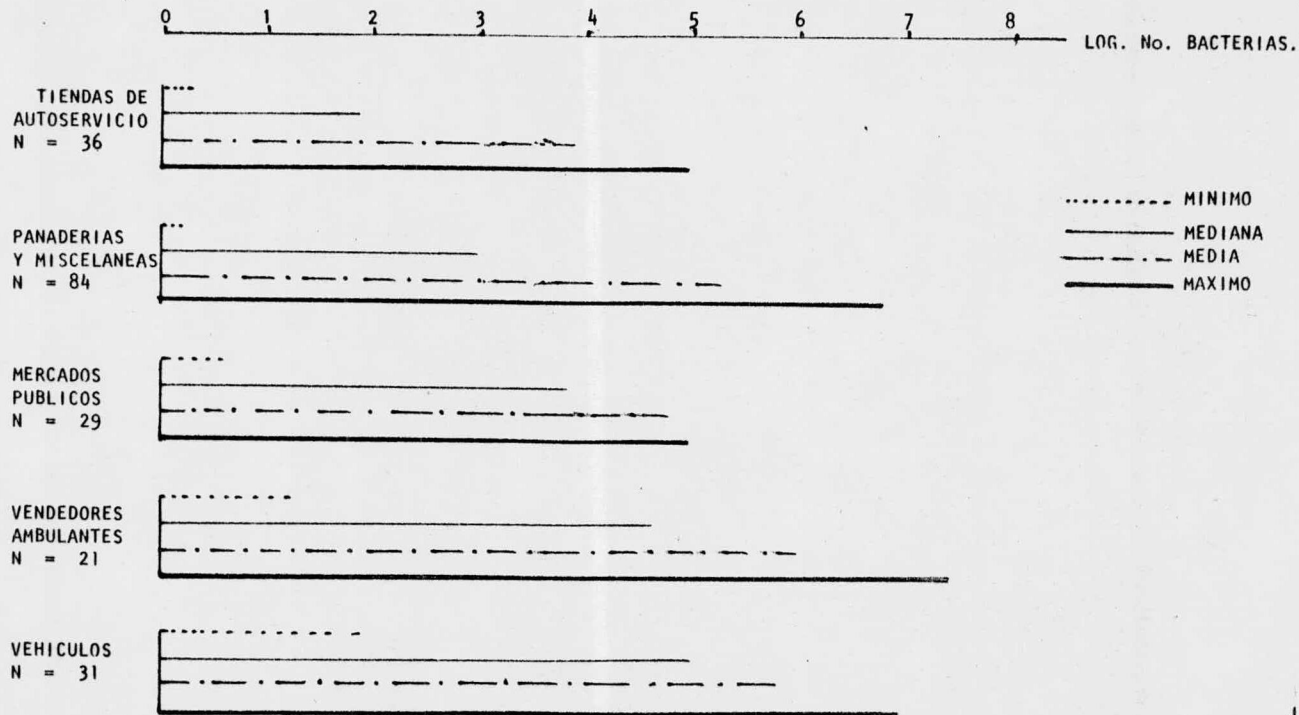 0 1 2 3 4 5 6 7 8
LOG. No. BACTERIAS.
TIENDAS DE
AUTOSERVICIO
N = 36
PANADERIAS
Y MISCELANEAS
N = 84
MERCADOS
PUBLICOS
N = 29
VENDEDORES
AMBULANTES
N = 21
VEHICULOS
N = 31
MINIMO
MEDIANA
MEDIA
MAXIMO